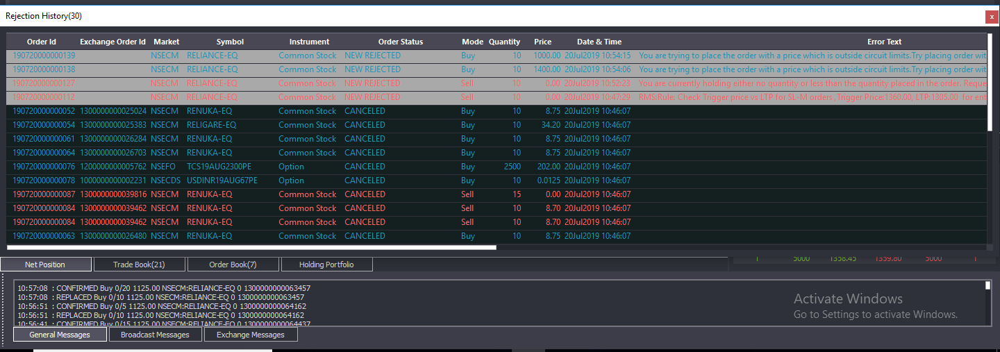 Rejection History(30)
x
Order Id Exchange Order Id Market Symbol Instrument Order Status Mode Quantity Price Date & Time Error Text
190720000000139 NSECM RELIANCE-EQ Common Stock NEW REJECTED Buy 10 1000.00 20Jul2019 10:54:15 You are trying to place the order with a price which is outside circuit limits.Try placing order wit
190720000000138 NSECM RELIANCE-EQ Common Stock NEW REJECTED Buy 10 1400.00 20Jul2019 10:54:06 You are trying to place the order with a price which is outside circuit limits.Try placing order wit
190720000000127 NSECM RELIANCE-EQ Common Stock NEW REJECTED Sell 10 0.00 20Jul2019 10:52:23 You are currently holding either no quantity or less than the quantity placed in the order. Reque
190720000000112 NSECM RELIANCE-EQ Common Stock NEW REJECTED Sell 10 0.00 20Jul2019 10:47:29 RMS:Rule: Check Trigger price vs LTP for SL-M orders ,Trigger Price:1360.00, LTP:1305.00 for ent
190720000000052 1300000000025024 NSECM RENUKA-EQ Common Stock CANCELED Buy 10 8.75 20Jul2019 10:46:07
190720000000054 1300000000025383 NSECM RELIGARE-EQ Common Stock CANCELED Buy 10 34.20 20Jul2019 10:46:07
190720000000061 1300000000026284 NSECM RENUKA-EQ Common Stock CANCELED Buy 10 8.75 20Jul2019 10:46:07
190720000000064 1300000000026703 NSECM RENUKA-EQ Common Stock CANCELED Buy 10 8.75 20Jul2019 10:46:07
190720000000076 1200000000005762 NSEFO TCS19AUG2300PE Option CANCELED Buy 2500 202.00 20Jul2019 10:46:07
190720000000078 1000000000002231 NSECDS USDINR19AUG67PE Option CANCELED Buy 10 0.0125 20Jul2019 10:46:07
190720000000087 1300000000039816 NSECM RENUKA-EQ Common Stock CANCELED Sell 15 0.00 20Jul2019 10:46:07
190720000000084 1300000000039462 NSECM RENUKA-EQ Common Stock CANCELED Sell 10 8.70 20Jul2019 10:46:07
190720000000084 1300000000039462 NSECM RENUKA-EQ Common Stock CANCELED Sell 10 8.70 20Jul2019 10:46:07
190720000000063 1300000000026480 NSECM RENUKA-EQ Common Stock CANCELED Buy 10 8.75 20Jul2019 10:46:07
1 5000 1358.45 1359.80 5000 1
Net Position Trade Book(21) Order Book(7) Holding Portfolio
10:57:08 : CONFIRMED Buy 0/20 1125.00 NSECM:RELIANCE-EQ 0 1300000000063457
10:57:08 : REPLACED Buy 0/10 1125.00 NSECM:RELIANCE-EQ 0 1300000000063457
10:56:51 : CONFIRMED Buy 0/5 1125.00 NSECM:RELIANCE-EQ 0 1300000000064162
10:56:51 : REPLACED Buy 0/10 1125.00 NSECM:RELIANCE-EQ 0 1300000000064162
10:56:41 : CONFIRMED Buy 0/15 1125.00 NSECM:RELIANCE-EQ 0 1300000000064437
Activate Windows
Go to Settings to activate Windows.
General Messages Broadcast Messages Exchange Messages